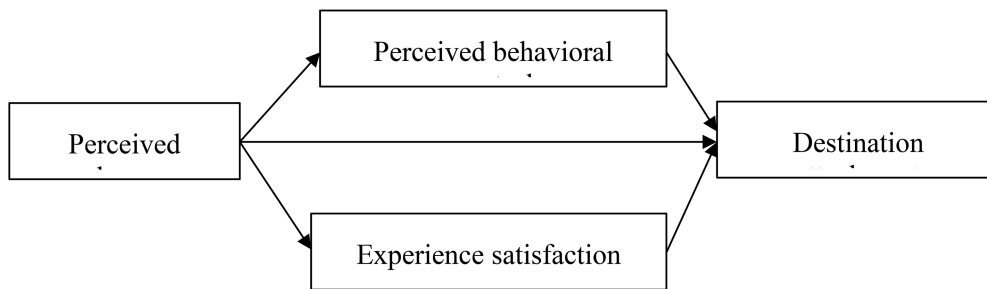 Perceived behavioral
Perceived
Destination
Experience satisfaction